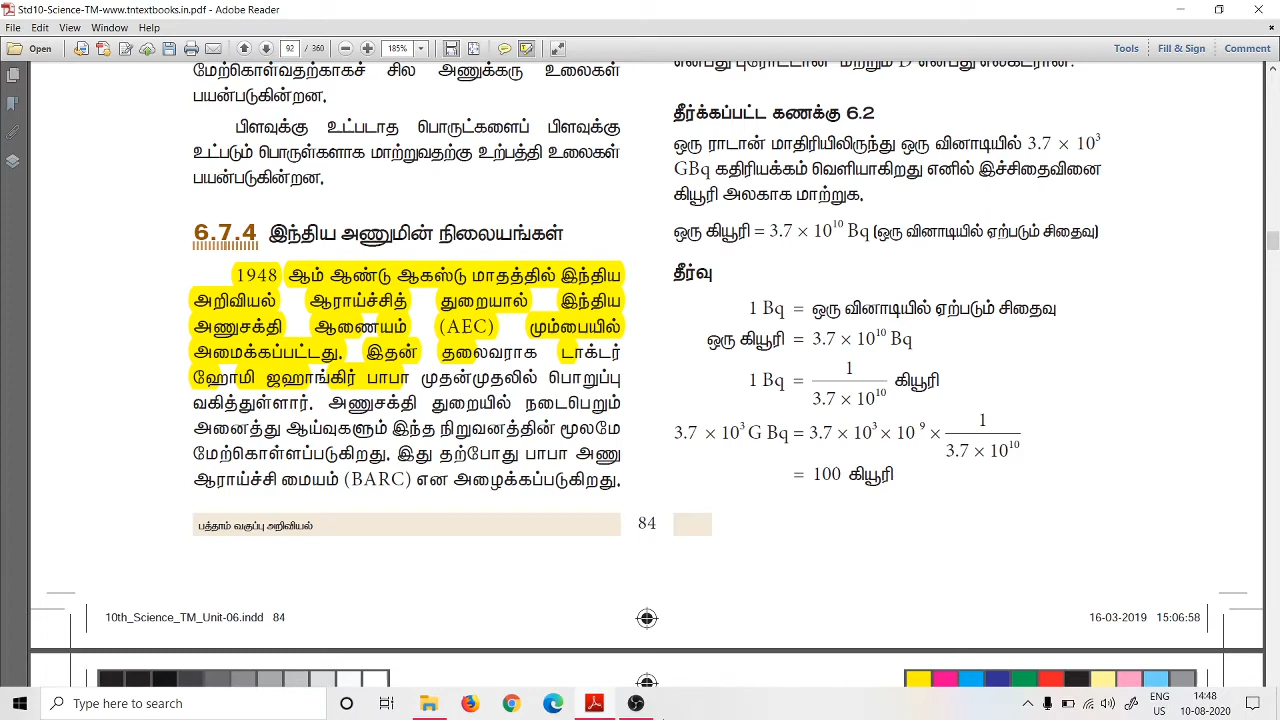 Std10-Science-TM-www.tntextbooks.in.pdf - Adobe Reader
File Edit View Window Help
Open 92 / 360 185% Tools Fill & Sign Comment
மேற்கொள்வதற்காகச் சில அணுக்கரு உலைகள்
பயன்படுகின்றன.
பிளவுக்கு உட்படாத பொருட்களைப் பிளவுக்கு
உட்படும் பொருள்களாக மாற்றுவதற்கு உற்பத்தி உலைகள்
பயன்படுகின்றன.
6.7.4 இந்திய அணுமின் நிலையங்கள்
1948 ஆம் ஆண்டு ஆகஸ்டு மாதத்தில் இந்திய
அறிவியல் ஆராய்ச்சித் துறையால் இந்திய
அணுசக்தி ஆணையம் (AEC) மும்பையில்
அமைக்கப்பட்டது. இதன் தலைவராக டாக்டர்
ஹோமி ஜஹாங்கிர் பாபா முதன்முதலில் பொறுப்பு
வகித்துள்ளார். அணுசக்தி துறையில் நடைபெறும்
அனைத்து ஆய்வுகளும் இந்த நிறுவனத்தின் மூலமே
மேற்கொள்ளப்படுகிறது. இது தற்போது பாபா அணு
ஆராய்ச்சி மையம் (BARC) என அழைக்கப்படுகிறது.
என்பது புரோட்டான் மற்றும் D என்பது எலக்ட்ரான்.
தீர்க்கப்பட்ட கணக்கு 6.2
ஒரு ராடான் மாதிரியிலிருந்து ஒரு வினாடியில் 3.7 × 10³
GBq கதிரியக்கம் வெளியாகிறது எனில் இச்சிதைவினை
கியூரி அலகாக மாற்றுக.
ஒரு கியூரி = 3.7 × 10¹⁰ Bq (ஒரு வினாடியில் ஏற்படும் சிதைவு)
தீர்வு
1 Bq = ஒரு வினாடியில் ஏற்படும் சிதைவு
ஒரு கியூரி = 3.7 × 10¹⁰ Bq
1 Bq = 1 / 3.7 × 10¹⁰ கியூரி
3.7 × 10³ G Bq = 3.7 × 10³ × 10 ⁹ × 1 / 3.7 × 10¹⁰
= 100 கியூரி
பத்தாம் வகுப்பு அறிவியல் 84
10th_Science_TM_Unit-06.indd 84 16-03-2019 15:06:58
Type here to search ENG 14:48
US 10-08-2020